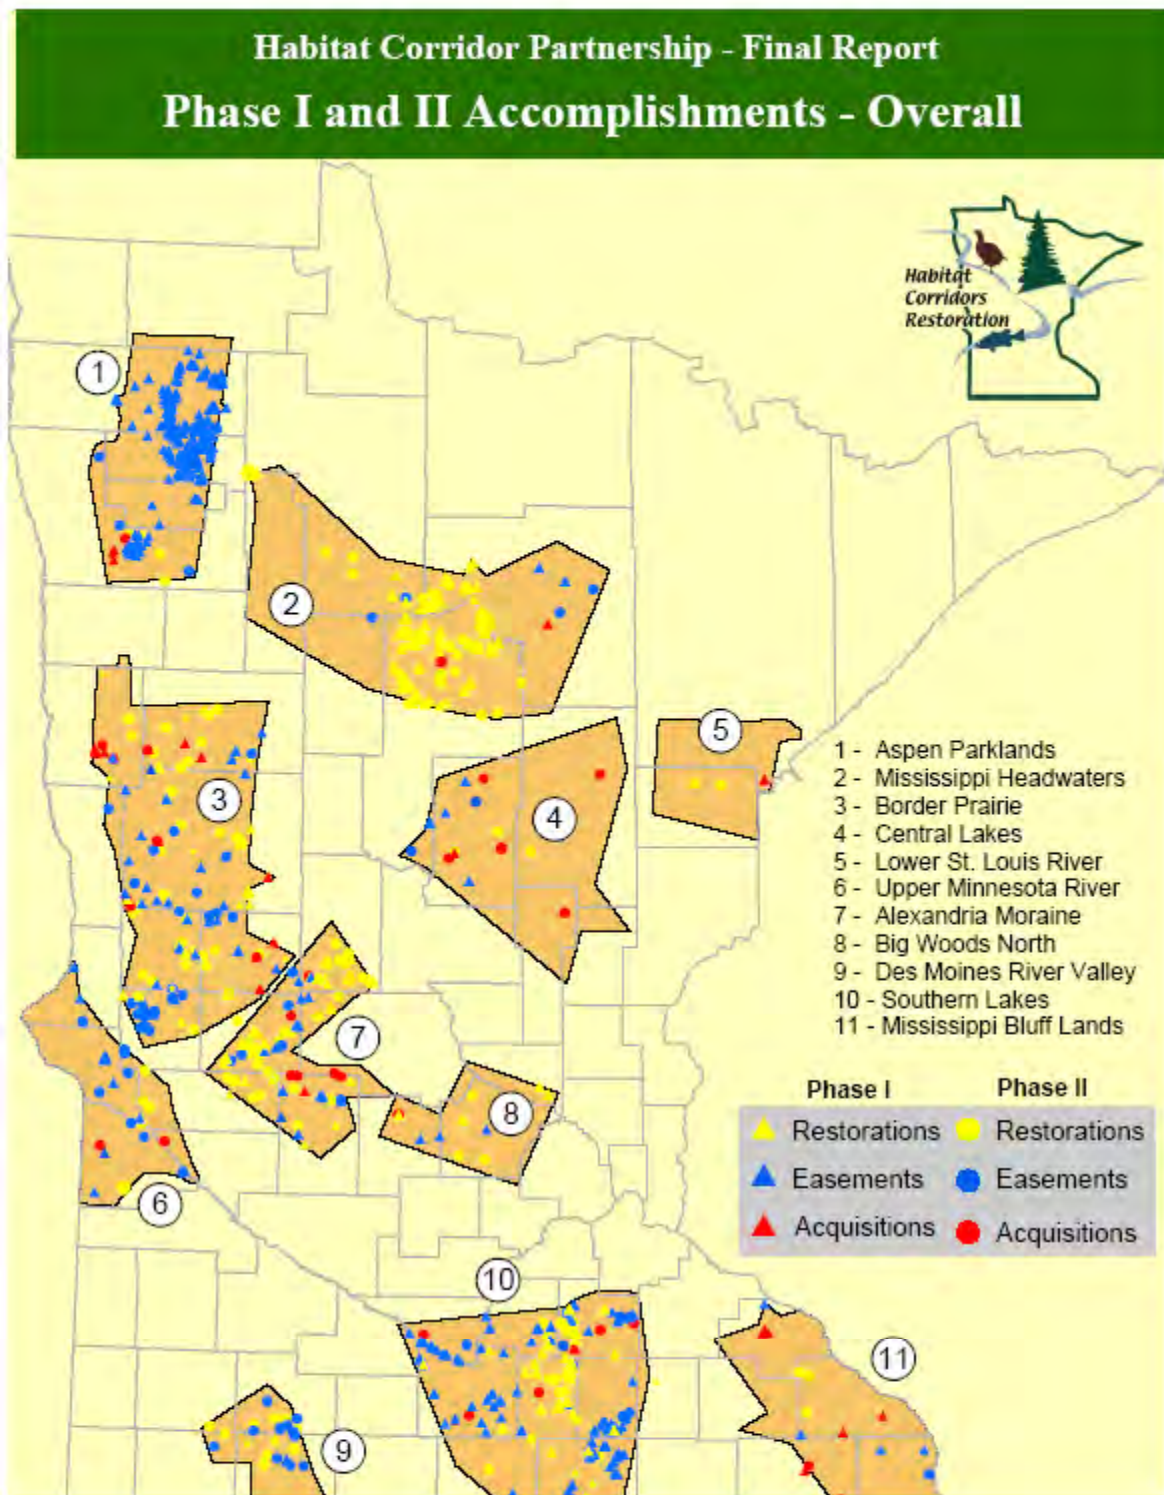 Habitat Corridor Partnership - Final Report
Phase I and II Accomplishments - Overall
Habitat
Corridors
Restoration
1
2
3
4
5
6
7
8
9
10
11
1 - Aspen Parklands
2 - Mississippi Headwaters
3 - Border Prairie
4 - Central Lakes
5 - Lower St. Louis River
6 - Upper Minnesota River
7 - Alexandria Moraine
8 - Big Woods North
9 - Des Moines River Valley
10 - Southern Lakes
11 - Mississippi Bluff Lands
Phase I Phase II
Restorations Restorations
Easements Easements
Acquisitions Acquisitions